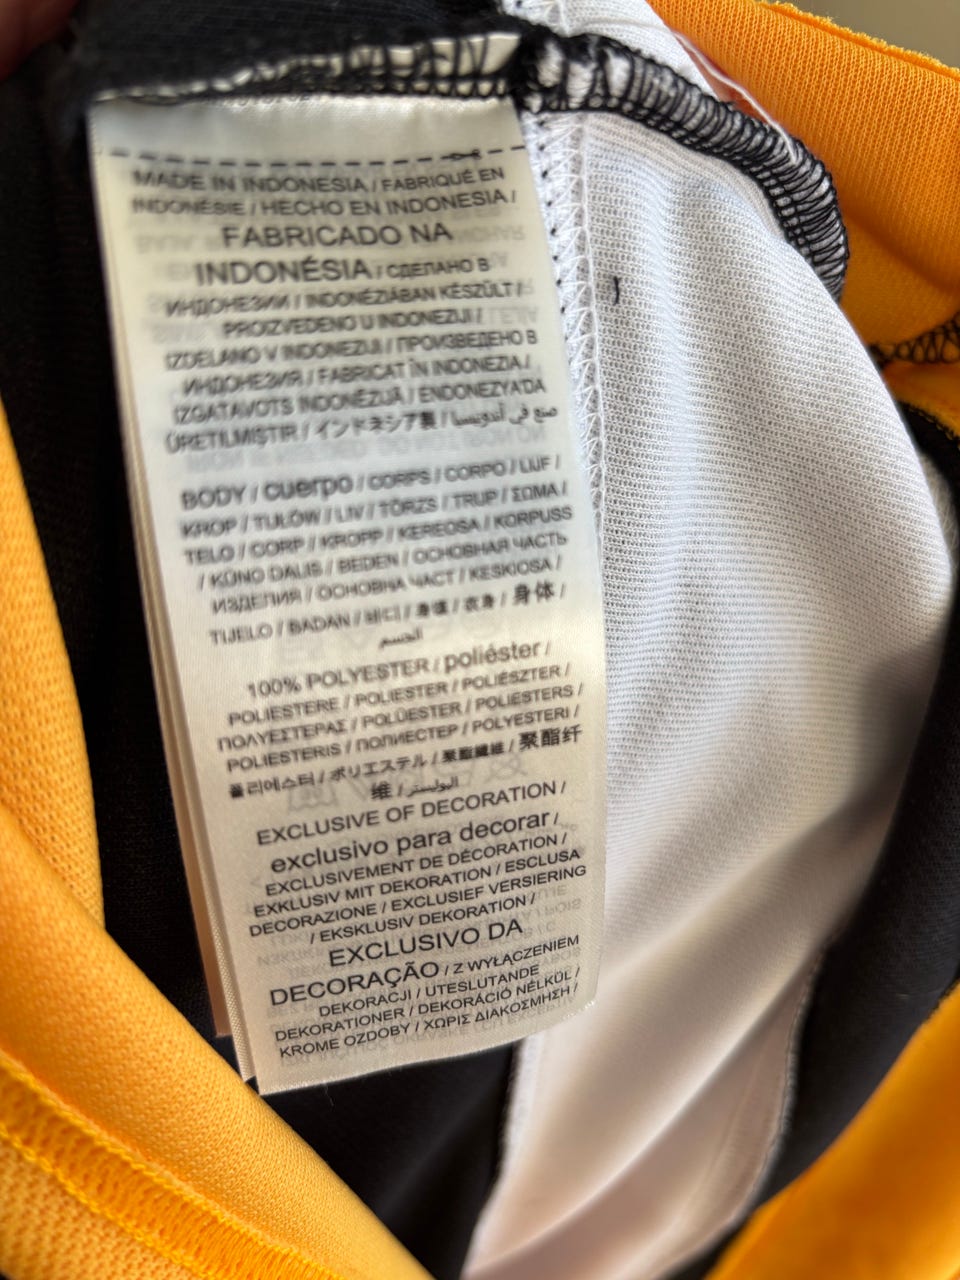 MADE IN INDONESIA / FABRIQUÉ EN
INDONÉSIE / HECHO EN INDONESIA /
FABRICADO NA
INDONÉSIA / СДЕЛАНО В
ИНДОНЕЗИИ / INDONÉZIÁBAN KÉSZÜLT /
PROIZVEDENO U INDONEZIJI /
IZDELANO V INDONEZIJI / ПРОИЗВЕДЕНО В
ИНДОНЕЗИЯ / FABRICAT ÎN INDONEZIA /
IZGATAVOTS INDONĒZIJĀ / ENDONEZYA'DA
ÜRETILMIŞTIR / インドネシア製 / صنع في أندونيسيا
BODY / cuerpo / CORPS / CORPO / LIJF /
KROP / TUŁÓW / LIV / TÖRZS / TRUP / ΣΩΜΑ /
TELO / CORP / KROPP / KEREOSA / KORPUSS
/ KŪNO DALIS / BEDEN / ОСНОВНАЯ ЧАСТЬ
ИЗДЕЛИЯ / ОСНОВНА ЧАСТ / KESKIOSA /
TIJELO / BADAN / 바디 / 身頃 / 衣身 / 身体 /
الجسم
100% POLYESTER / poliéster /
POLIESTERE / POLIESTER / POLIÉSZTER /
ΠΟΛΥΕΣΤΕΡΑΣ / POLÜESTER / POLIESTERS /
POLIESTERIS / ПОЛИЕСТЕР / POLYESTERI /
폴리에스터 / ポリエステル / 聚酯纖維 / 聚酯纤
维 / البوليستر
EXCLUSIVE OF DECORATION /
exclusivo para decorar /
EXCLUSIVEMENT DE DÉCORATION /
EXKLUSIV MIT DEKORATION / ESCLUSA
DECORAZIONE / EXCLUSIEF VERSIERING
/ EKSKLUSIV DEKORATION /
EXCLUSIVO DA
DECORAÇÃO / Z WYŁĄCZENIEM
DEKORACJI / UTESLUTANDE
DEKORATIONER / DEKORÁCIÓ NÉLKÜL /
KROME OZDOBY / ΧΩΡΙΣ ΔΙΑΚΟΣΜΗΣΗ /